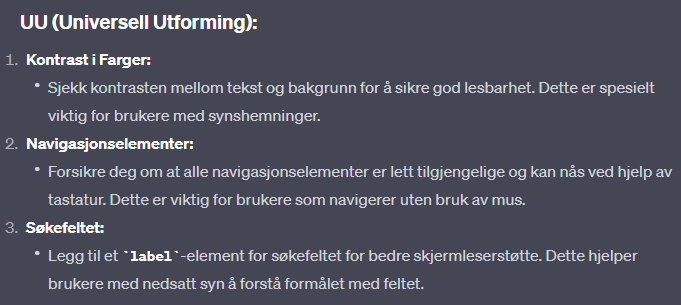 UU (Universell Utforming):
1. Kontrast i Farger:
• Sjekk kontrasten mellom tekst og bakgrunn for å sikre god lesbarhet. Dette er spesielt
viktig for brukere med synshemninger.
2. Navigasjonselementer:
• Forsikre deg om at alle navigasjonselementer er lett tilgjengelige og kan nås ved hjelp av
tastatur. Dette er viktig for brukere som navigerer uten bruk av mus.
3. Søkefeltet:
• Legg til et `label`-element for søkefeltet for bedre skjermleserstøtte. Dette hjelper
brukere med nedsatt syn å forstå formålet med feltet.